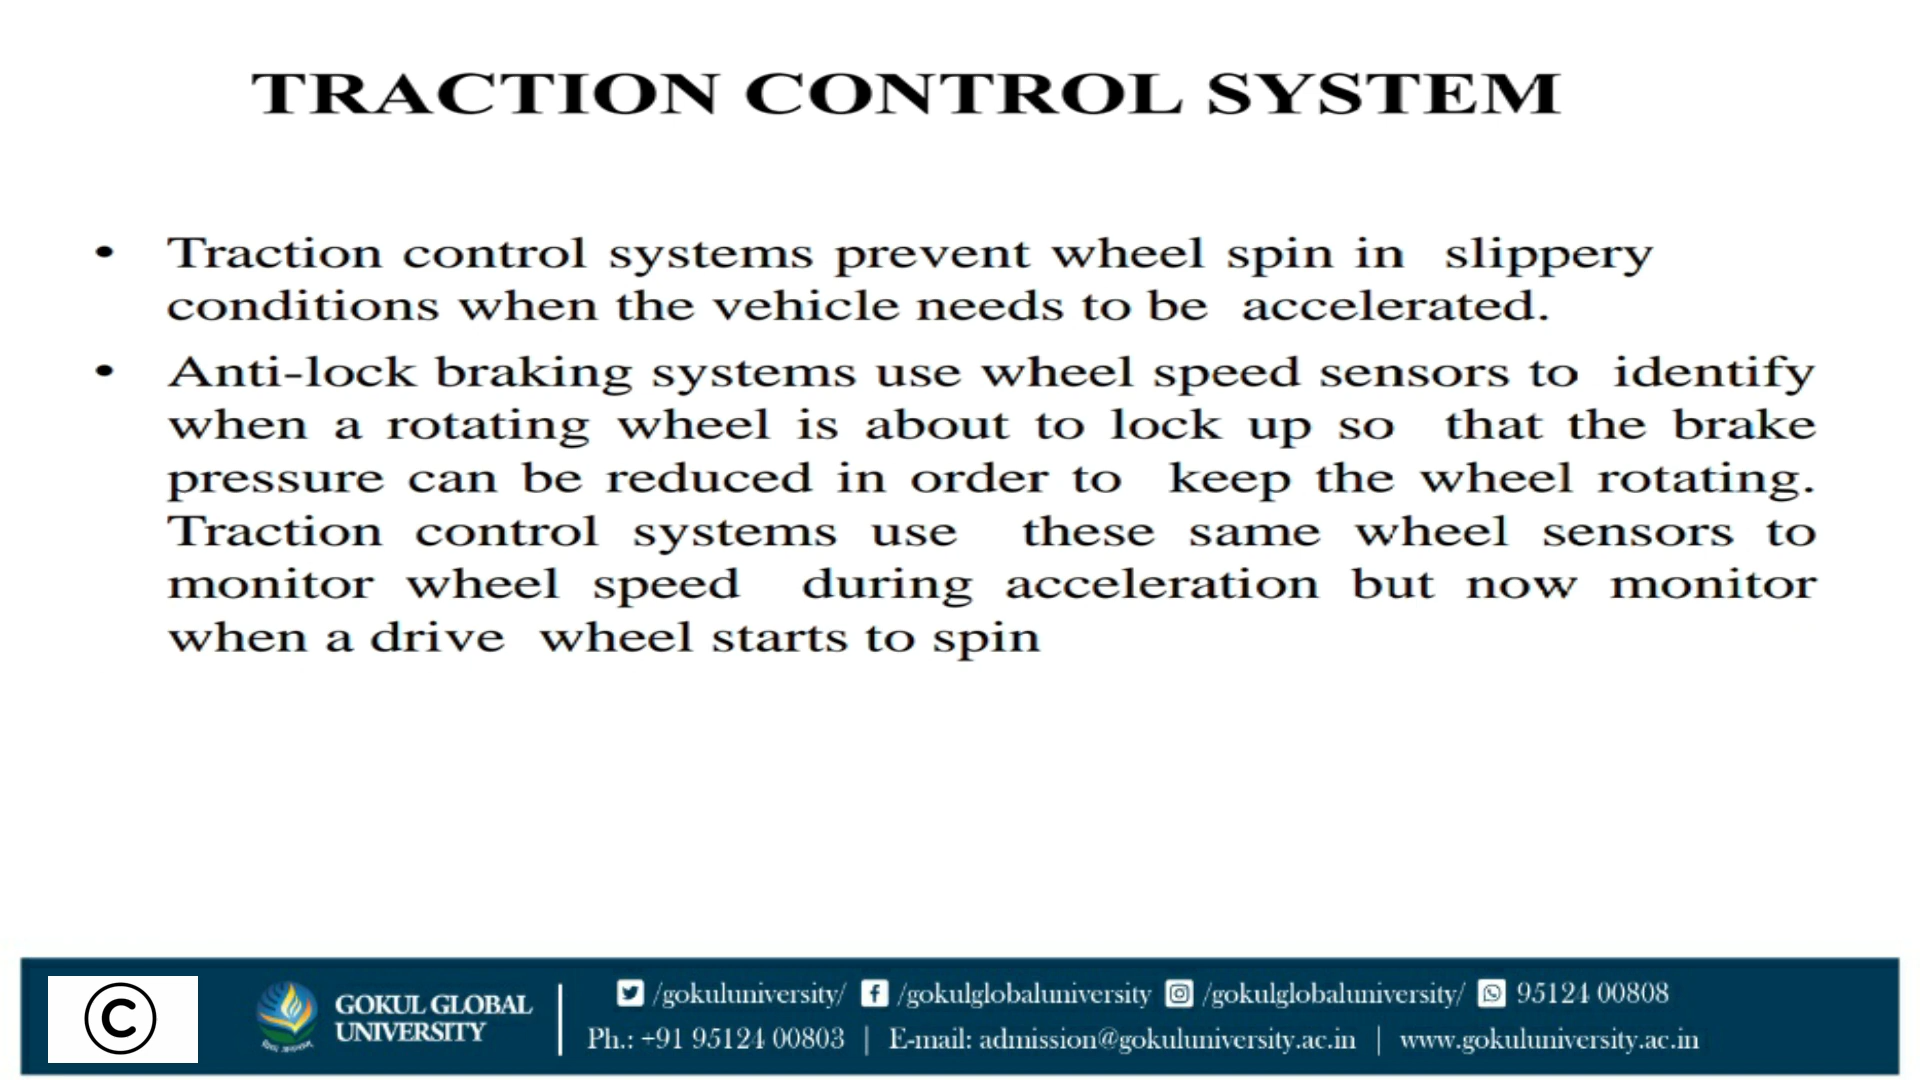 TRACTION CONTROL SYSTEM
• Traction control systems prevent wheel spin in slippery
conditions when the vehicle needs to be accelerated.
• Anti-lock braking systems use wheel speed sensors to identify
when a rotating wheel is about to lock up so that the brake
pressure can be reduced in order to keep the wheel rotating.
Traction control systems use these same wheel sensors to
monitor wheel speed during acceleration but now monitor
when a drive wheel starts to spin
©
GOKUL GLOBAL
UNIVERSITY
/gokuluniversity/ /gokulglobaluniversity /gokulglobaluniversity/ 95124 00808
Ph.: +91 95124 00803 | E-mail: admission@gokuluniversity.ac.in | www.gokuluniversity.ac.in